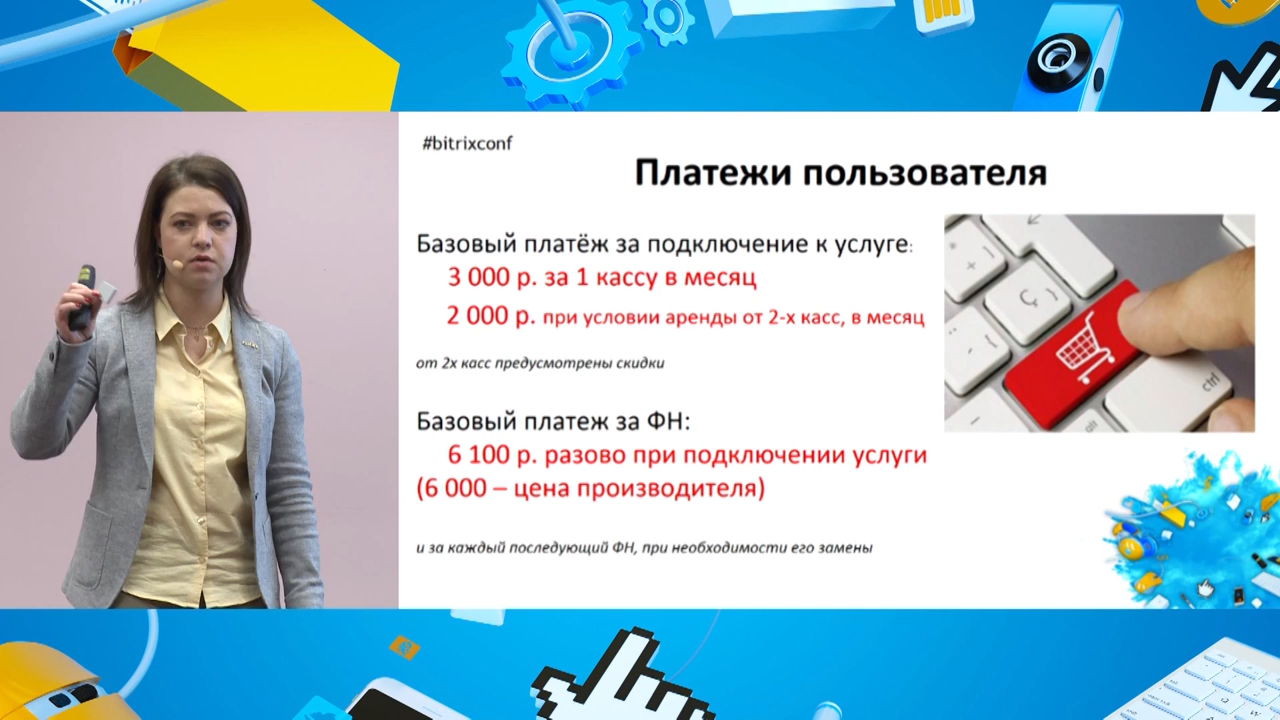 #bitrixconf
Платежи пользователя
Базовый платёж за подключение к услуге:
3 000 р. за 1 кассу в месяц
2 000 р. при условии аренды от 2-х касс, в месяц
от 2х касс предусмотрены скидки
Базовый платеж за ФН:
6 100 р. разово при подключении услуги
(6 000 – цена производителя)
и за каждый последующий ФН, при необходимости его замены
ctrl
alt